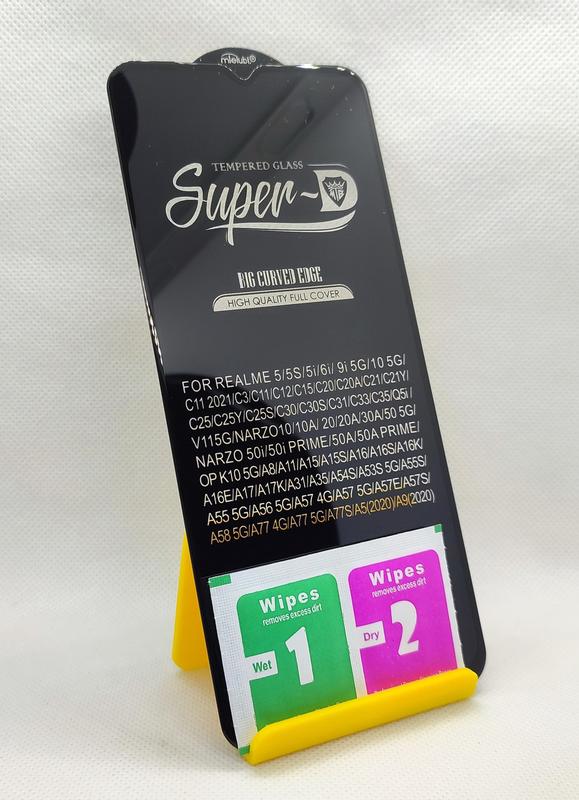 mietubl®
TEMPERED GLASS
Super-D
MTB
M6 CURVED EDGE
HIGH QUALITY FULL COVER
FOR REALME 5/5S/5i/6i/ 9i 5G/10 5G/
C11 2021/C3/C11/C12/C15/C20/C20A/C21/C21Y/
C25/C25Y/C25S/C30/C30S/C31/C33/C35/Q5i/
V115G/NARZO10/10A/ 20/20A/30A/50 5G/
NARZO 50i/50i PRIME/50A/50A PRIME/
OP K10 5G/A8/A11/A15/A15S/A16/A16S/A16K/
A16E/A17/A17K/A31/A35/A54S/A53S 5G/A55S/
A55 5G/A56 5G/A57 4G/A57 5G/A57E/A57S/
A58 5G/A77 4G/A77 5G/A77S/A5(2020)/A9(2020)
Wipes
removes excess dirt
Wet 1
Wipes
removes excess dirt
Dry 2